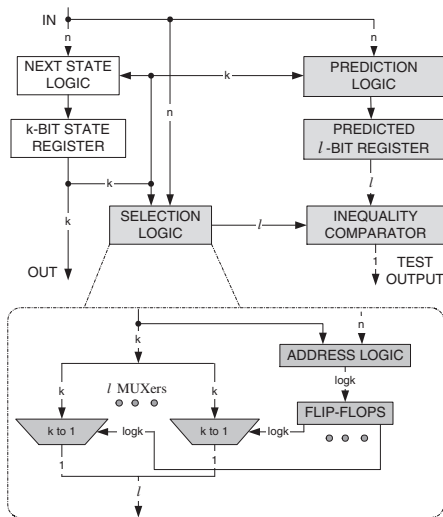 IN
n
n
NEXT STATE
LOGIC
k
PREDICTION
LOGIC
n
k-BIT STATE
REGISTER
PREDICTED
l-BIT REGISTER
k
l
k
SELECTION
LOGIC
l
INEQUALITY
COMPARATOR
OUT
1
TEST
OUTPUT
k
n
ADDRESS LOGIC
k
l MUXers
k
logk
FLIP-FLOPS
k to 1
logk
k to 1
logk
1
1
l